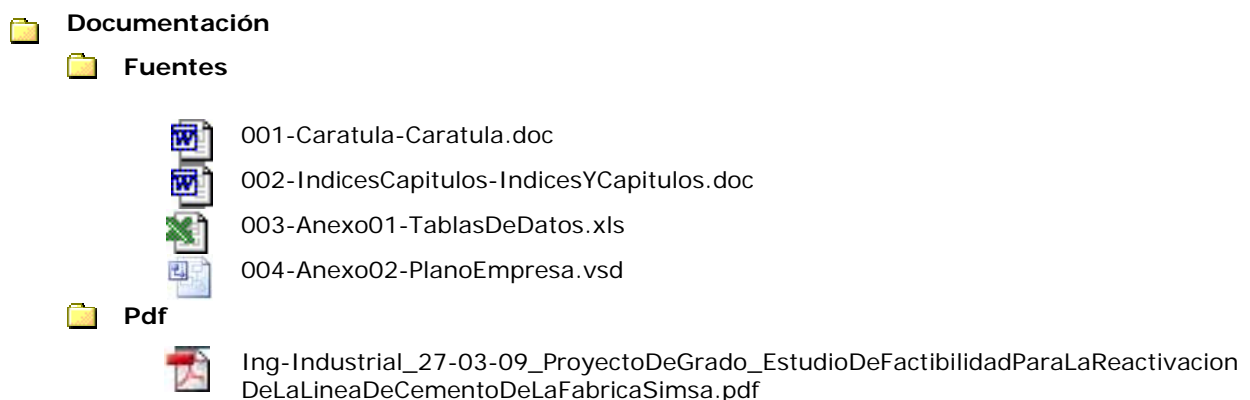 Documentación
Fuentes
001-Caratula-Caratula.doc
002-IndicesCapitulos-IndicesYCapitulos.doc
003-Anexo01-TablasDeDatos.xls
004-Anexo02-PlanoEmpresa.vsd
Pdf
Ing-Industrial_27-03-09_ProyectoDeGrado_EstudioDeFactibilidadParaLaReactivacion
DeLaLineaDeCementoDeLaFabricaSimsa.pdf